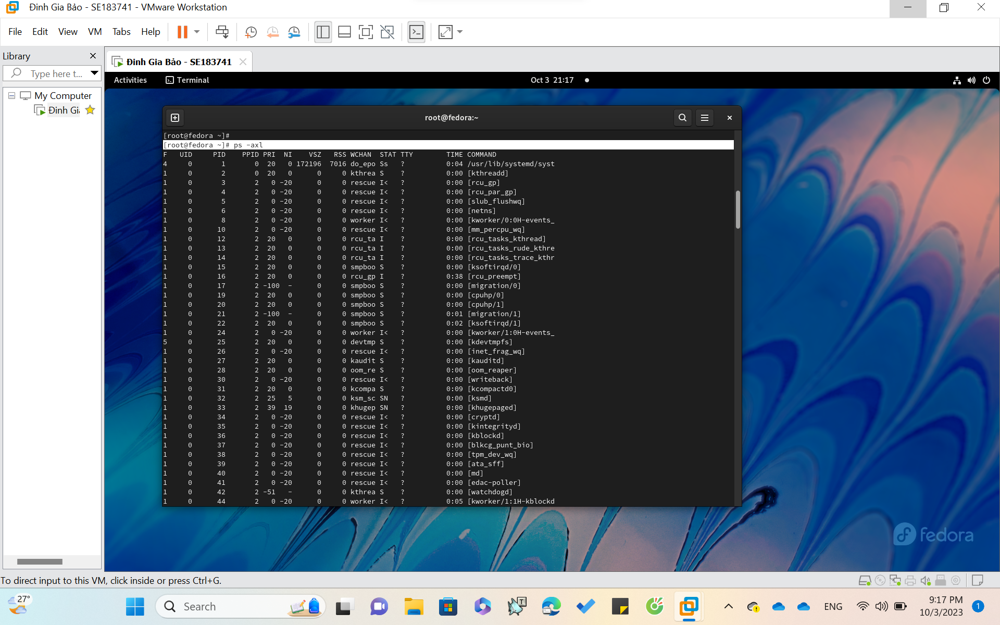 Đinh Gia Bảo - SE183741 - VMware Workstation
File Edit View VM Tabs Help
Library
Type here t...
My Computer
Đinh Gi
Đinh Gia Bảo - SE183741
Activities Terminal Oct 3 21:17
root@fedora:~
[root@fedora ~]#
[root@fedora ~]# ps -axl
F UID PID PPID PRI NI VSZ RSS WCHAN STAT TTY TIME COMMAND
4 0 1 0 20 0 172196 7016 do_epo Ss ? 0:04 /usr/lib/systemd/syst
1 0 2 0 20 0 0 0 kthrea S ? 0:00 [kthreadd]
1 0 3 2 0 -20 0 0 rescue I< ? 0:00 [rcu_gp]
1 0 4 2 0 -20 0 0 rescue I< ? 0:00 [rcu_par_gp]
1 0 5 2 0 -20 0 0 rescue I< ? 0:00 [slub_flushwq]
1 0 6 2 0 -20 0 0 rescue I< ? 0:00 [netns]
1 0 8 2 0 -20 0 0 worker I< ? 0:00 [kworker/0:0H-events_
1 0 10 2 0 -20 0 0 rescue I< ? 0:00 [mm_percpu_wq]
1 0 12 2 20 0 0 0 rcu_ta I ? 0:00 [rcu_tasks_kthread]
1 0 13 2 20 0 0 0 rcu_ta I ? 0:00 [rcu_tasks_rude_kthre
1 0 14 2 20 0 0 0 rcu_ta I ? 0:00 [rcu_tasks_trace_kthr
1 0 15 2 20 0 0 0 smpboo S ? 0:00 [ksoftirqd/0]
1 0 16 2 20 0 0 0 rcu_gp I ? 0:38 [rcu_preempt]
1 0 17 2 -100 - 0 0 smpboo S ? 0:00 [migration/0]
1 0 19 2 20 0 0 0 smpboo S ? 0:00 [cpuhp/0]
1 0 20 2 20 0 0 0 smpboo S ? 0:00 [cpuhp/1]
1 0 21 2 -100 - 0 0 smpboo S ? 0:01 [migration/1]
1 0 22 2 20 0 0 0 smpboo S ? 0:02 [ksoftirqd/1]
1 0 24 2 0 -20 0 0 worker I< ? 0:00 [kworker/1:0H-events_
5 0 25 2 20 0 0 0 devtmp S ? 0:00 [kdevtmpfs]
1 0 26 2 0 -20 0 0 rescue I< ? 0:00 [inet_frag_wq]
1 0 27 2 20 0 0 0 kaudit S ? 0:00 [kauditd]
1 0 28 2 20 0 0 0 oom_re S ? 0:00 [oom_reaper]
1 0 30 2 0 -20 0 0 rescue I< ? 0:00 [writeback]
1 0 31 2 20 0 0 0 kcompa S ? 0:09 [kcompactd0]
1 0 32 2 25 5 0 0 ksm_sc SN ? 0:00 [ksmd]
1 0 33 2 39 19 0 0 khugep SN ? 0:00 [khugepaged]
1 0 34 2 0 -20 0 0 rescue I< ? 0:00 [cryptd]
1 0 35 2 0 -20 0 0 rescue I< ? 0:00 [kintegrityd]
1 0 36 2 0 -20 0 0 rescue I< ? 0:00 [kblockd]
1 0 37 2 0 -20 0 0 rescue I< ? 0:00 [blkcg_punt_bio]
1 0 38 2 0 -20 0 0 rescue I< ? 0:00 [tpm_dev_wq]
1 0 39 2 0 -20 0 0 rescue I< ? 0:00 [ata_sff]
1 0 40 2 0 -20 0 0 rescue I< ? 0:00 [md]
1 0 41 2 0 -20 0 0 rescue I< ? 0:00 [edac-poller]
1 0 42 2 -51 - 0 0 kthrea S ? 0:00 [watchdogd]
1 0 44 2 0 -20 0 0 worker I< ? 0:05 [kworker/1:1H-kblockd
fedora
To direct input to this VM, click inside or press Ctrl+G.
27°
Search
T
ENG
9:17 PM
10/3/2023
1